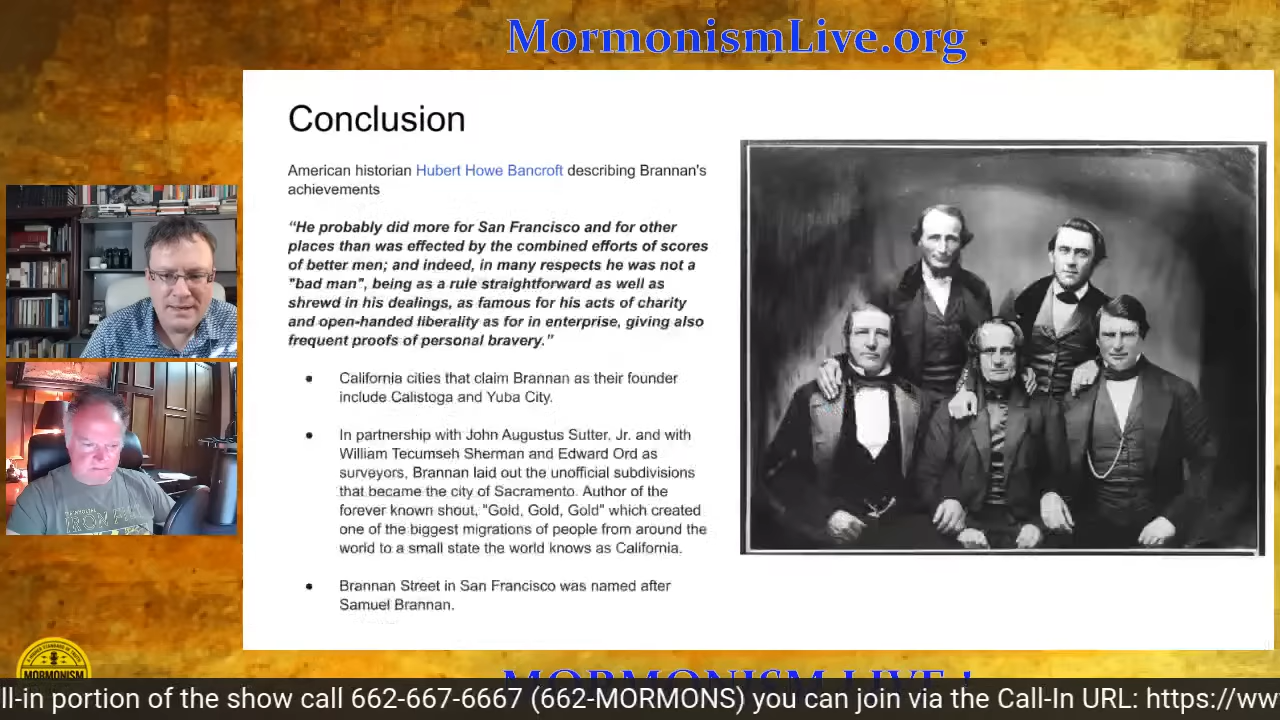 MormonismLive.org
Conclusion
American historian Hubert Howe Bancroft describing Brannan's
achievements
“He probably did more for San Francisco and for other
places than was effected by the combined efforts of scores
of better men; and indeed, in many respects he was not a
"bad man", being as a rule straightforward as well as
shrewd in his dealings, as famous for his acts of charity
and open-handed liberality as for in enterprise, giving also
frequent proofs of personal bravery.”
● California cities that claim Brannan as their founder
include Calistoga and Yuba City.
● In partnership with John Augustus Sutter, Jr. and with
William Tecumseh Sherman and Edward Ord as
surveyors, Brannan laid out the unofficial subdivisions
that became the city of Sacramento. Author of the
forever known shout, "Gold, Gold, Gold" which created
one of the biggest migrations of people from around the
world to a small state the world knows as California.
● Brannan Street in San Francisco was named after
Samuel Brannan.
IRON
MORMONISM
MORMONISM LIVE !
ll-in portion of the show call 662-667-6667 (662-MORMONS) you can join via the Call-In URL: https://ww